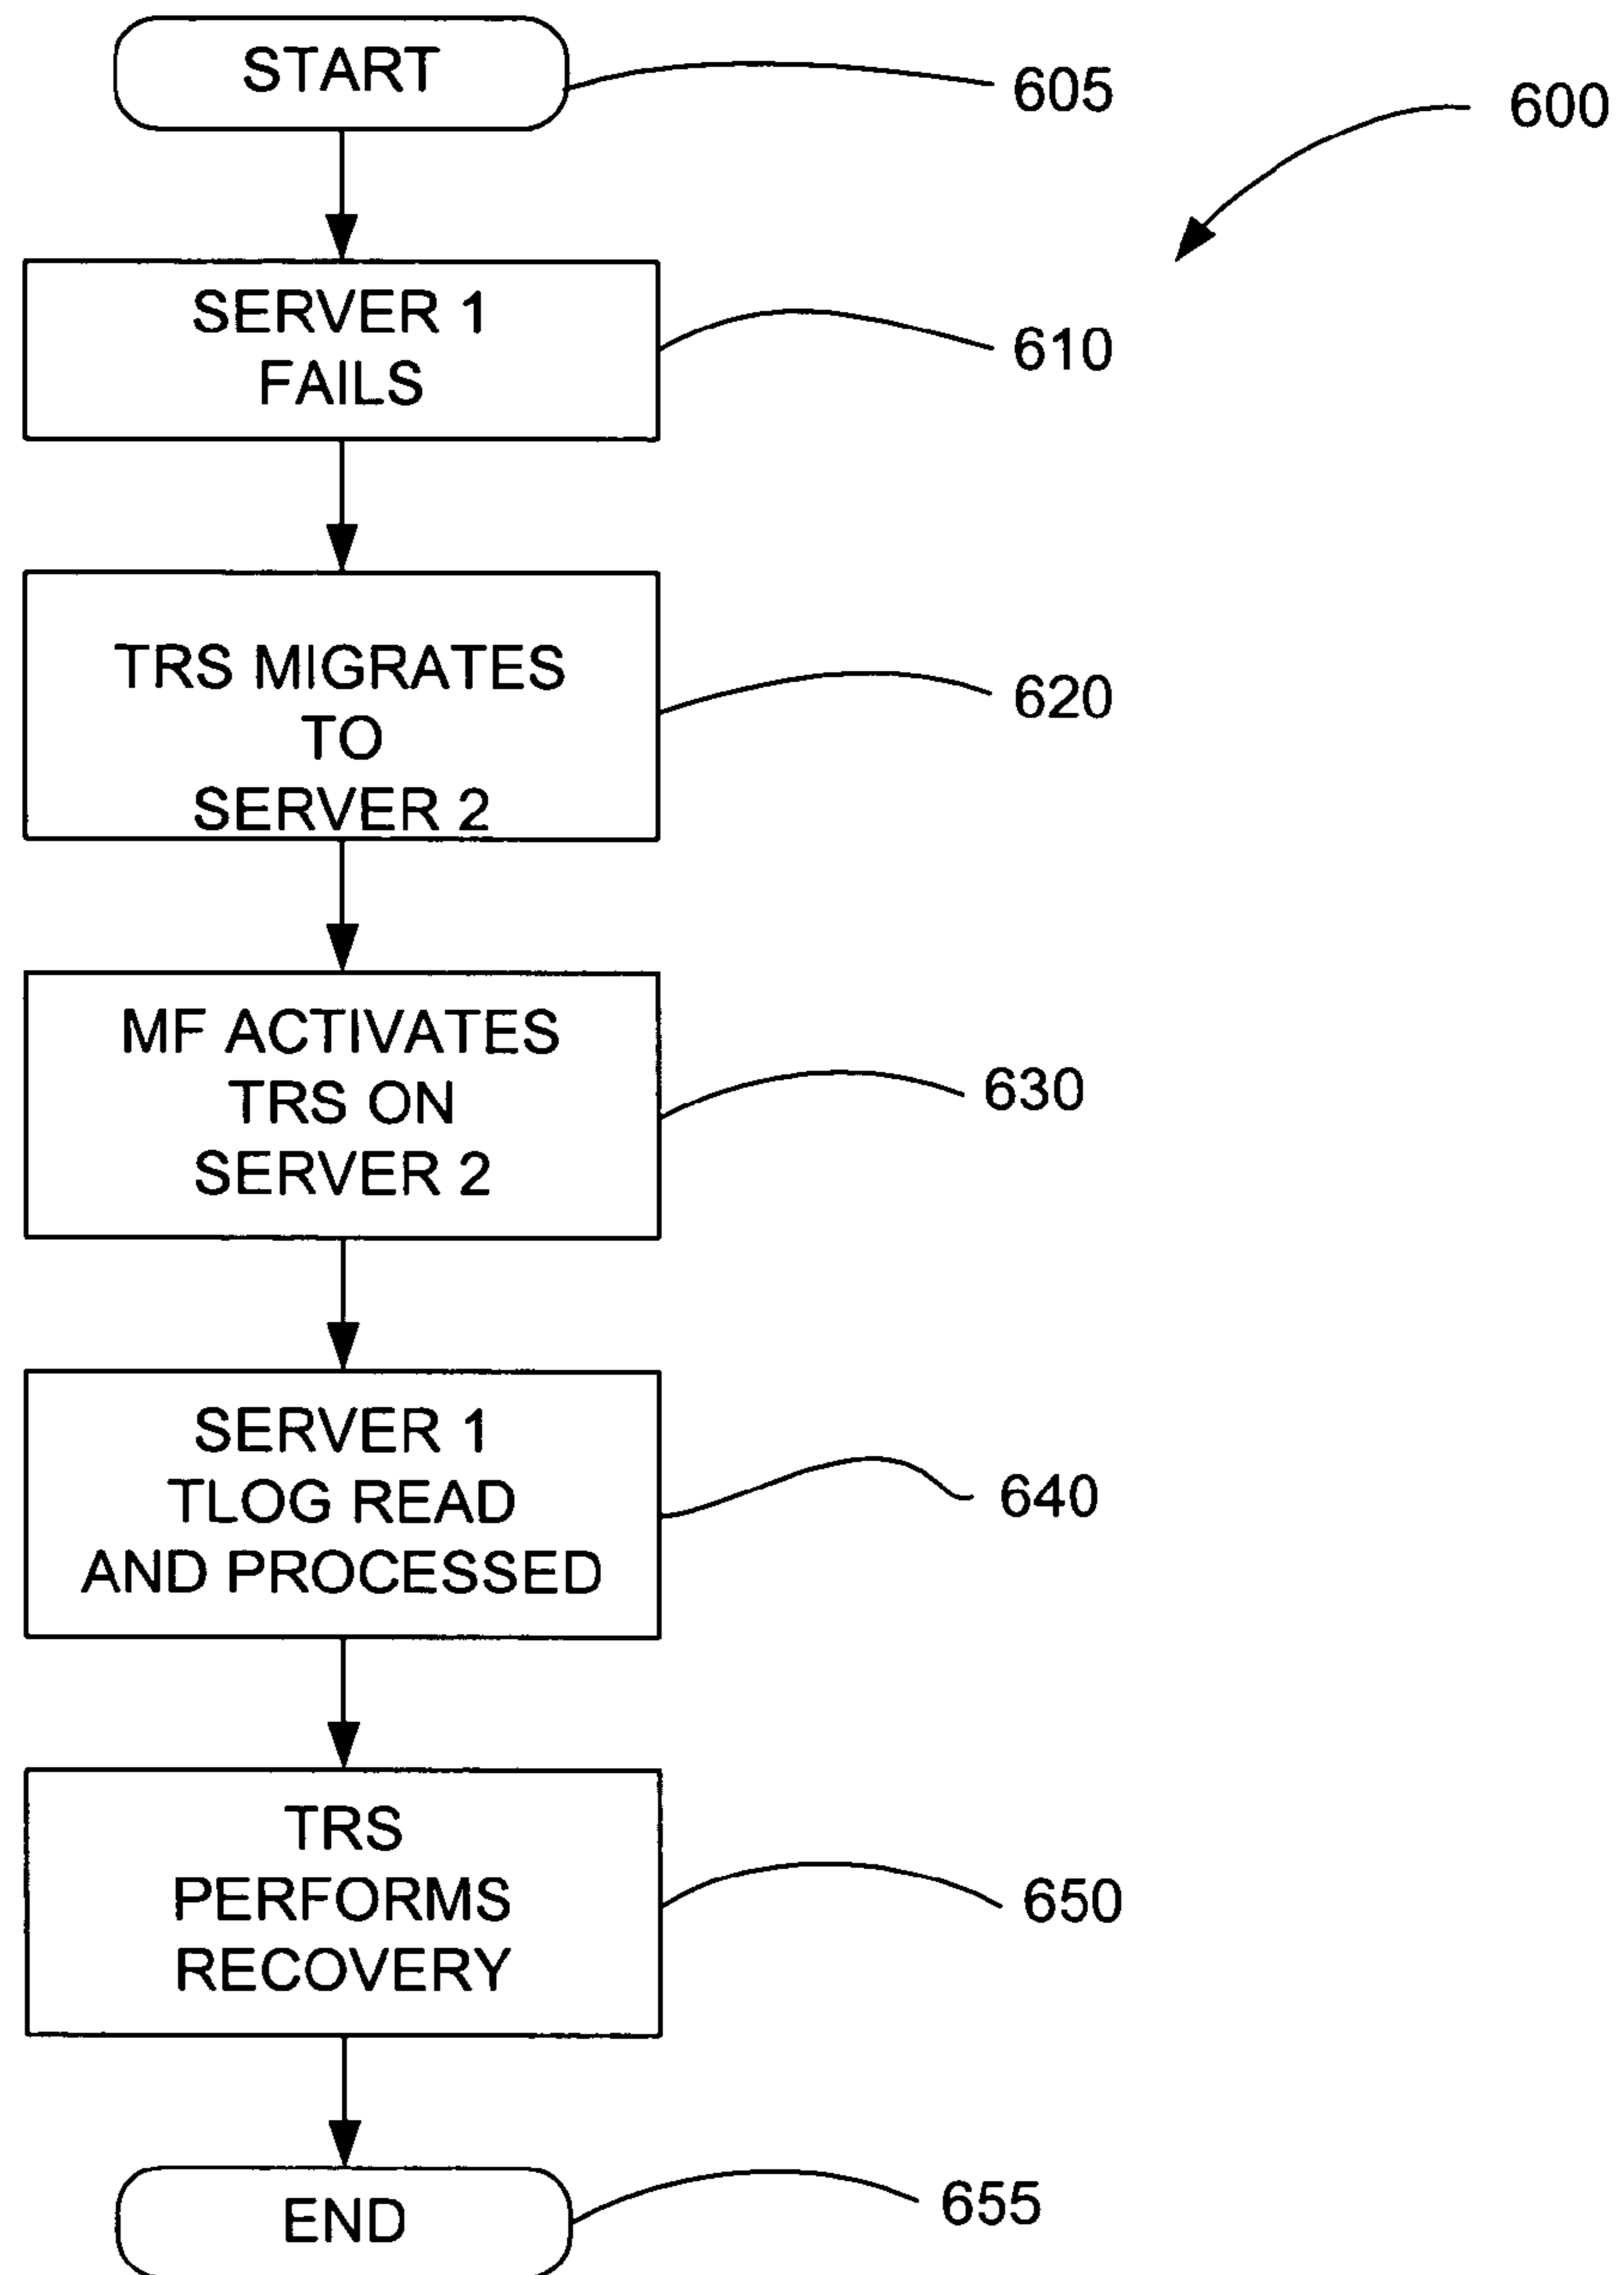 START
605
600
SERVER 1
FAILS
610
TRS MIGRATES
TO
SERVER 2
620
MF ACTIVATES
TRS ON
SERVER 2
630
SERVER 1
TLOG READ
AND PROCESSED
640
TRS
PERFORMS
RECOVERY
650
END
655